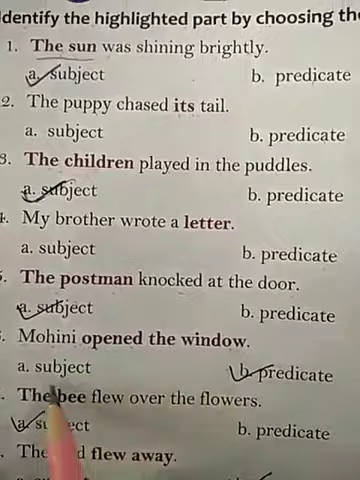 Identify the highlighted part by choosing the
1. The sun was shining brightly.
a. subject b. predicate
2. The puppy chased its tail.
a. subject b. predicate
3. The children played in the puddles.
a. subject b. predicate
4. My brother wrote a letter.
a. subject b. predicate
5. The postman knocked at the door.
a. subject b. predicate
Mohini opened the window.
a. subject b. predicate
The bee flew over the flowers.
a. b. predicate
flew away.